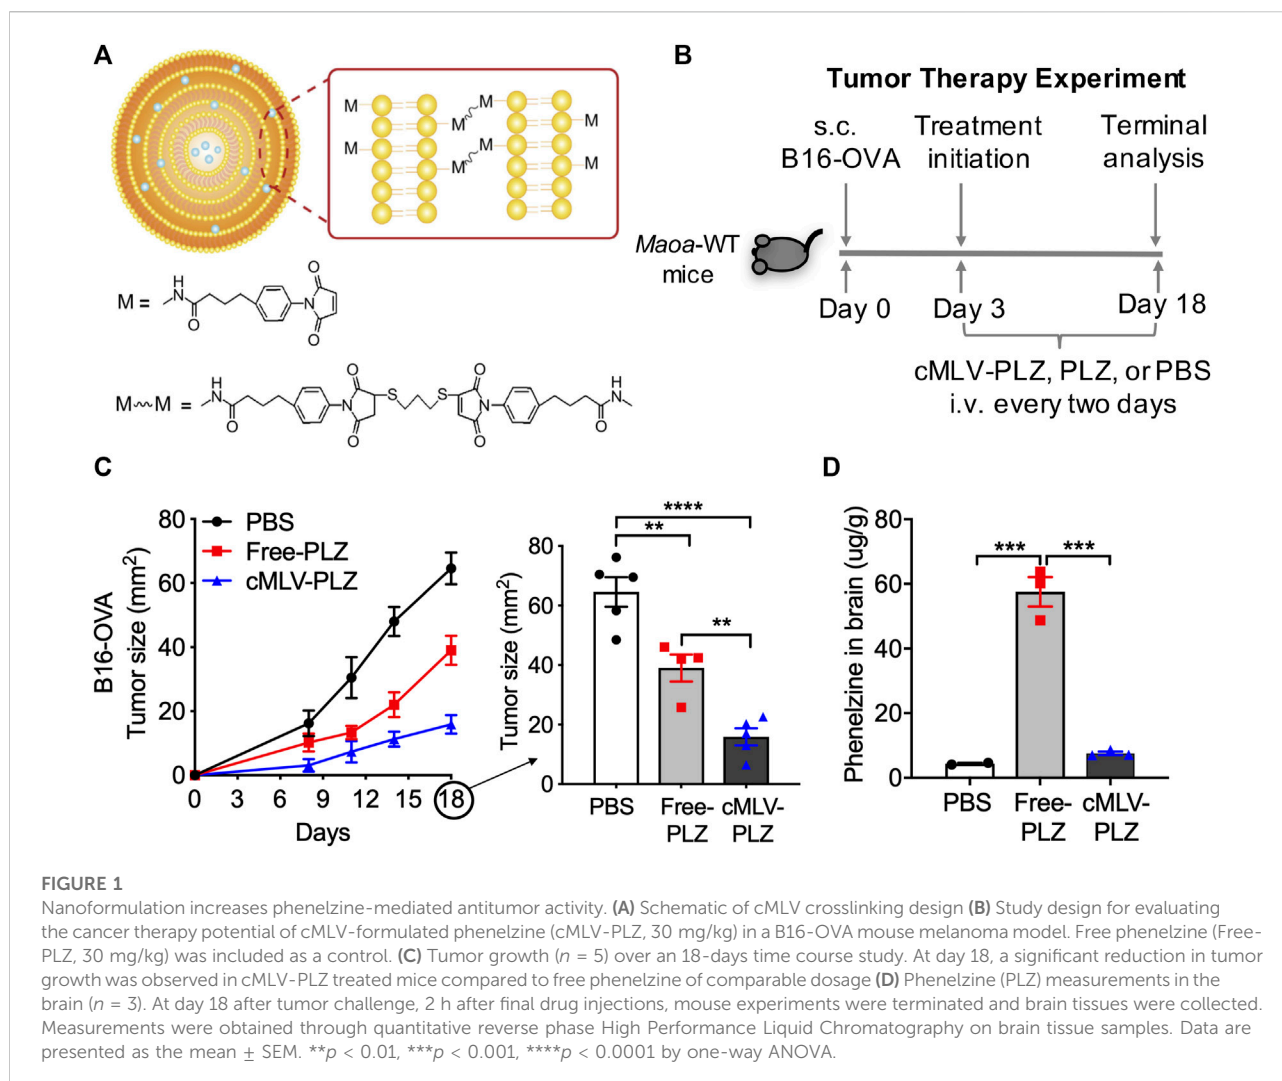 A
M
M
M
M
M
M
M
M
M =
H
N
O
O
N
O
M M =
H
N
O
O
N
O
S
S
O
N
O
O
H
N
B
Tumor Therapy Experiment
s.c.
B16-OVA
Treatment
initiation
Terminal
analysis
Maoa-WT
mice
Day 0
Day 3
Day 18
cMLV-PLZ, PLZ, or PBS
i.v. every two days
C
B16-OVA
Tumor size (mm²)
80
60
40
20
0
PBS
Free-PLZ
cMLV-PLZ
0 3 6 9 12 15 18
Days
Tumor size (mm²)
80
60
40
20
0
****
**
**
PBS
Free-
PLZ
cMLV-
PLZ
D
Phenelzine in brain (ug/g)
80
60
40
20
0
***
***
PBS
Free-
PLZ
cMLV-
PLZ
FIGURE 1
Nanoformulation increases phenelzine-mediated antitumor activity. (A) Schematic of cMLV crosslinking design (B) Study design for evaluating
the cancer therapy potential of cMLV-formulated phenelzine (cMLV-PLZ, 30 mg/kg) in a B16-OVA mouse melanoma model. Free phenelzine (Free-
PLZ, 30 mg/kg) was included as a control. (C) Tumor growth (n = 5) over an 18-days time course study. At day 18, a significant reduction in tumor
growth was observed in cMLV-PLZ treated mice compared to free phenelzine of comparable dosage (D) Phenelzine (PLZ) measurements in the
brain (n = 3). At day 18 after tumor challenge, 2 h after final drug injections, mouse experiments were terminated and brain tissues were collected.
Measurements were obtained through quantitative reverse phase High Performance Liquid Chromatography on brain tissue samples. Data are
presented as the mean ± SEM. **p < 0.01, ***p < 0.001, ****p < 0.0001 by one-way ANOVA.